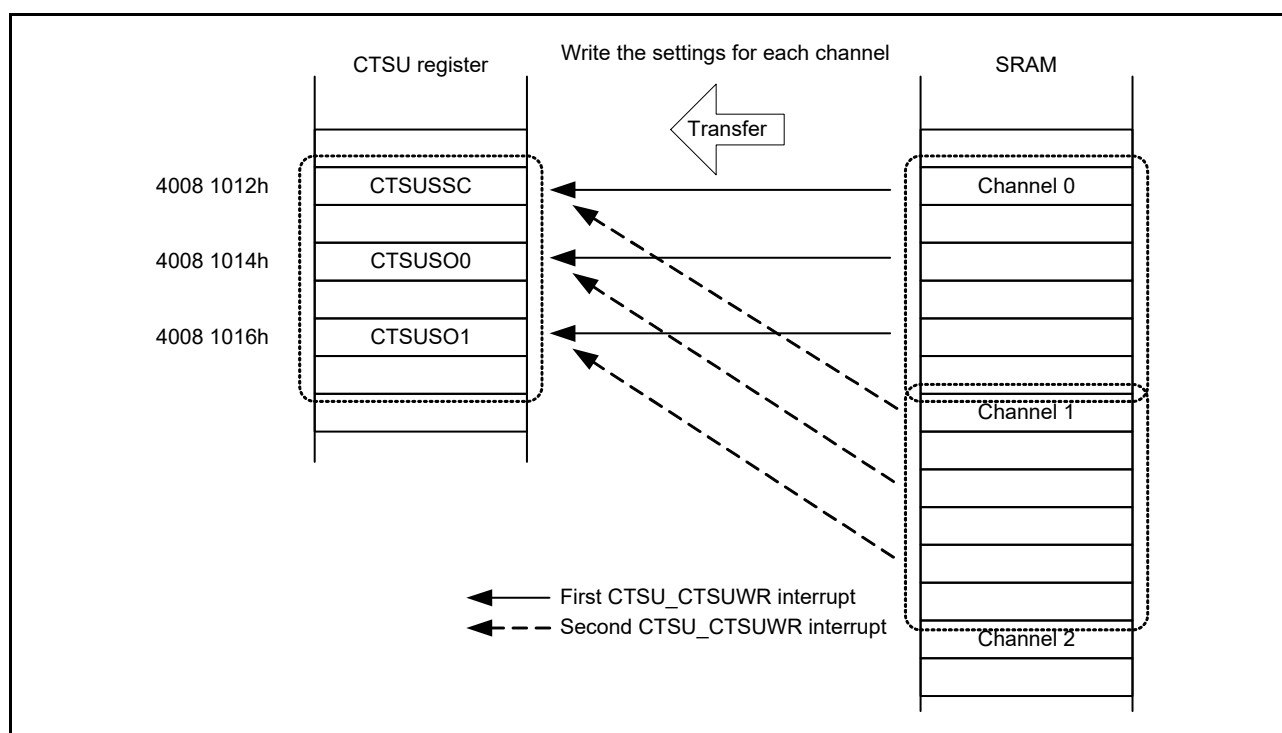 Write the settings for each channel
CTSU register
SRAM
Transfer
4008 1012h
CTSUSSC
Channel 0
4008 1014h
CTSUSO0
4008 1016h
CTSUSO1
Channel 1
First CTSU_CTSUWR interrupt
Second CTSU_CTSUWR interrupt
Channel 2